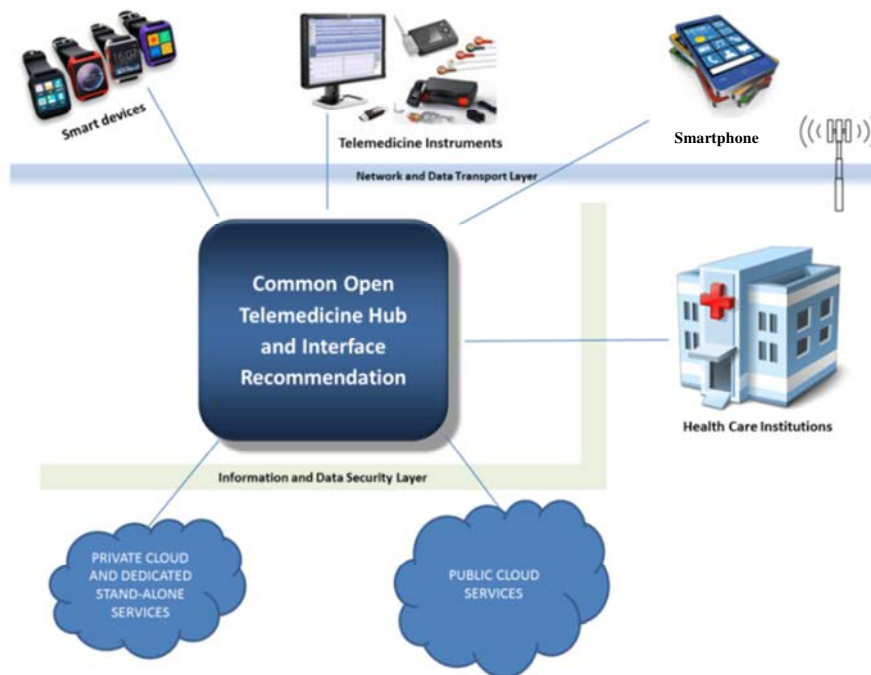 Smart devices
Telemedicine Instruments
Smartphone
Network and Data Transport Layer
Common Open
Telemedicine Hub
and Interface
Recommendation
Health Care Institutions
Information and Data Security Layer
PRIVATE CLOUD
AND DEDICATED
STAND-ALONE
SERVICES
PUBLIC CLOUD
SERVICES